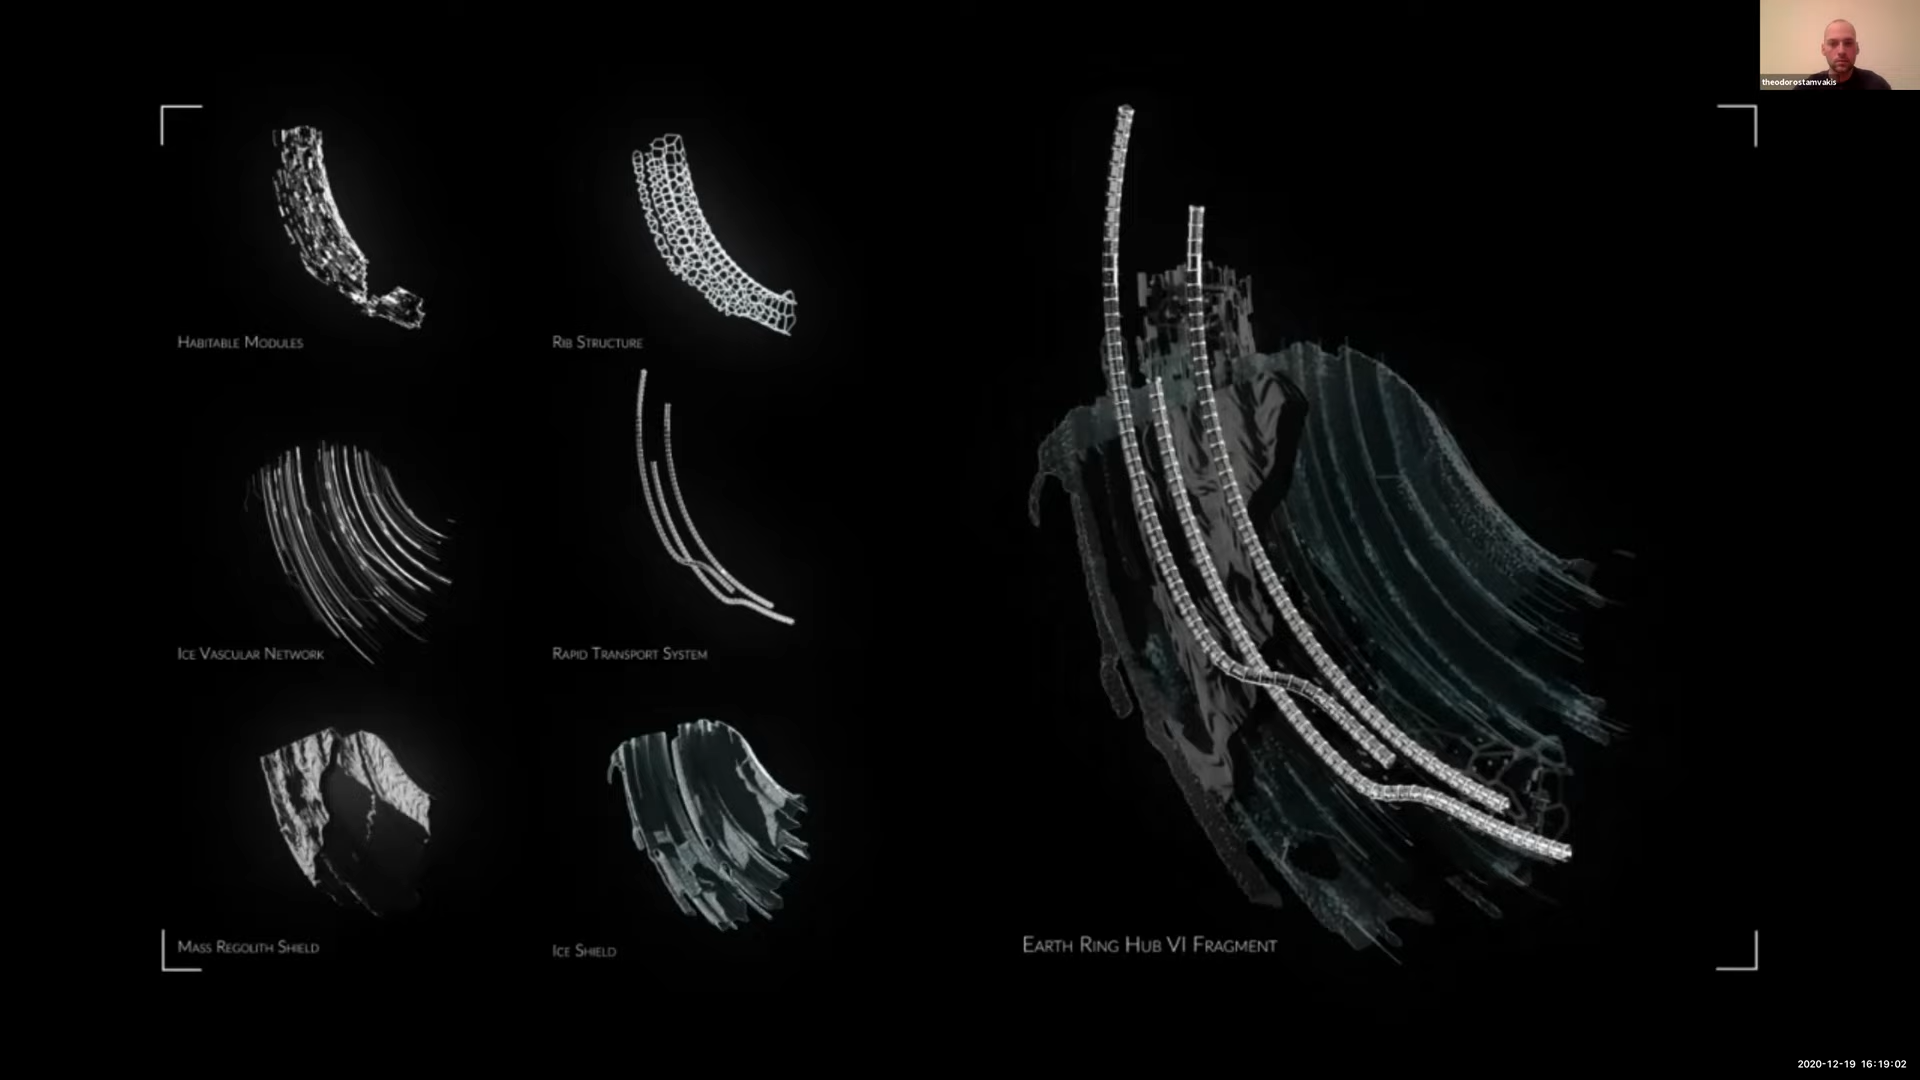 theodorostamvakis
HABITABLE MODULES
RIB STRUCTURE
ICE VASCULAR NETWORK
RAPID TRANSPORT SYSTEM
MASS REGOLITH SHIELD
ICE SHIELD
EARTH RING HUB VI FRAGMENT
2020-12-19 16:19:02